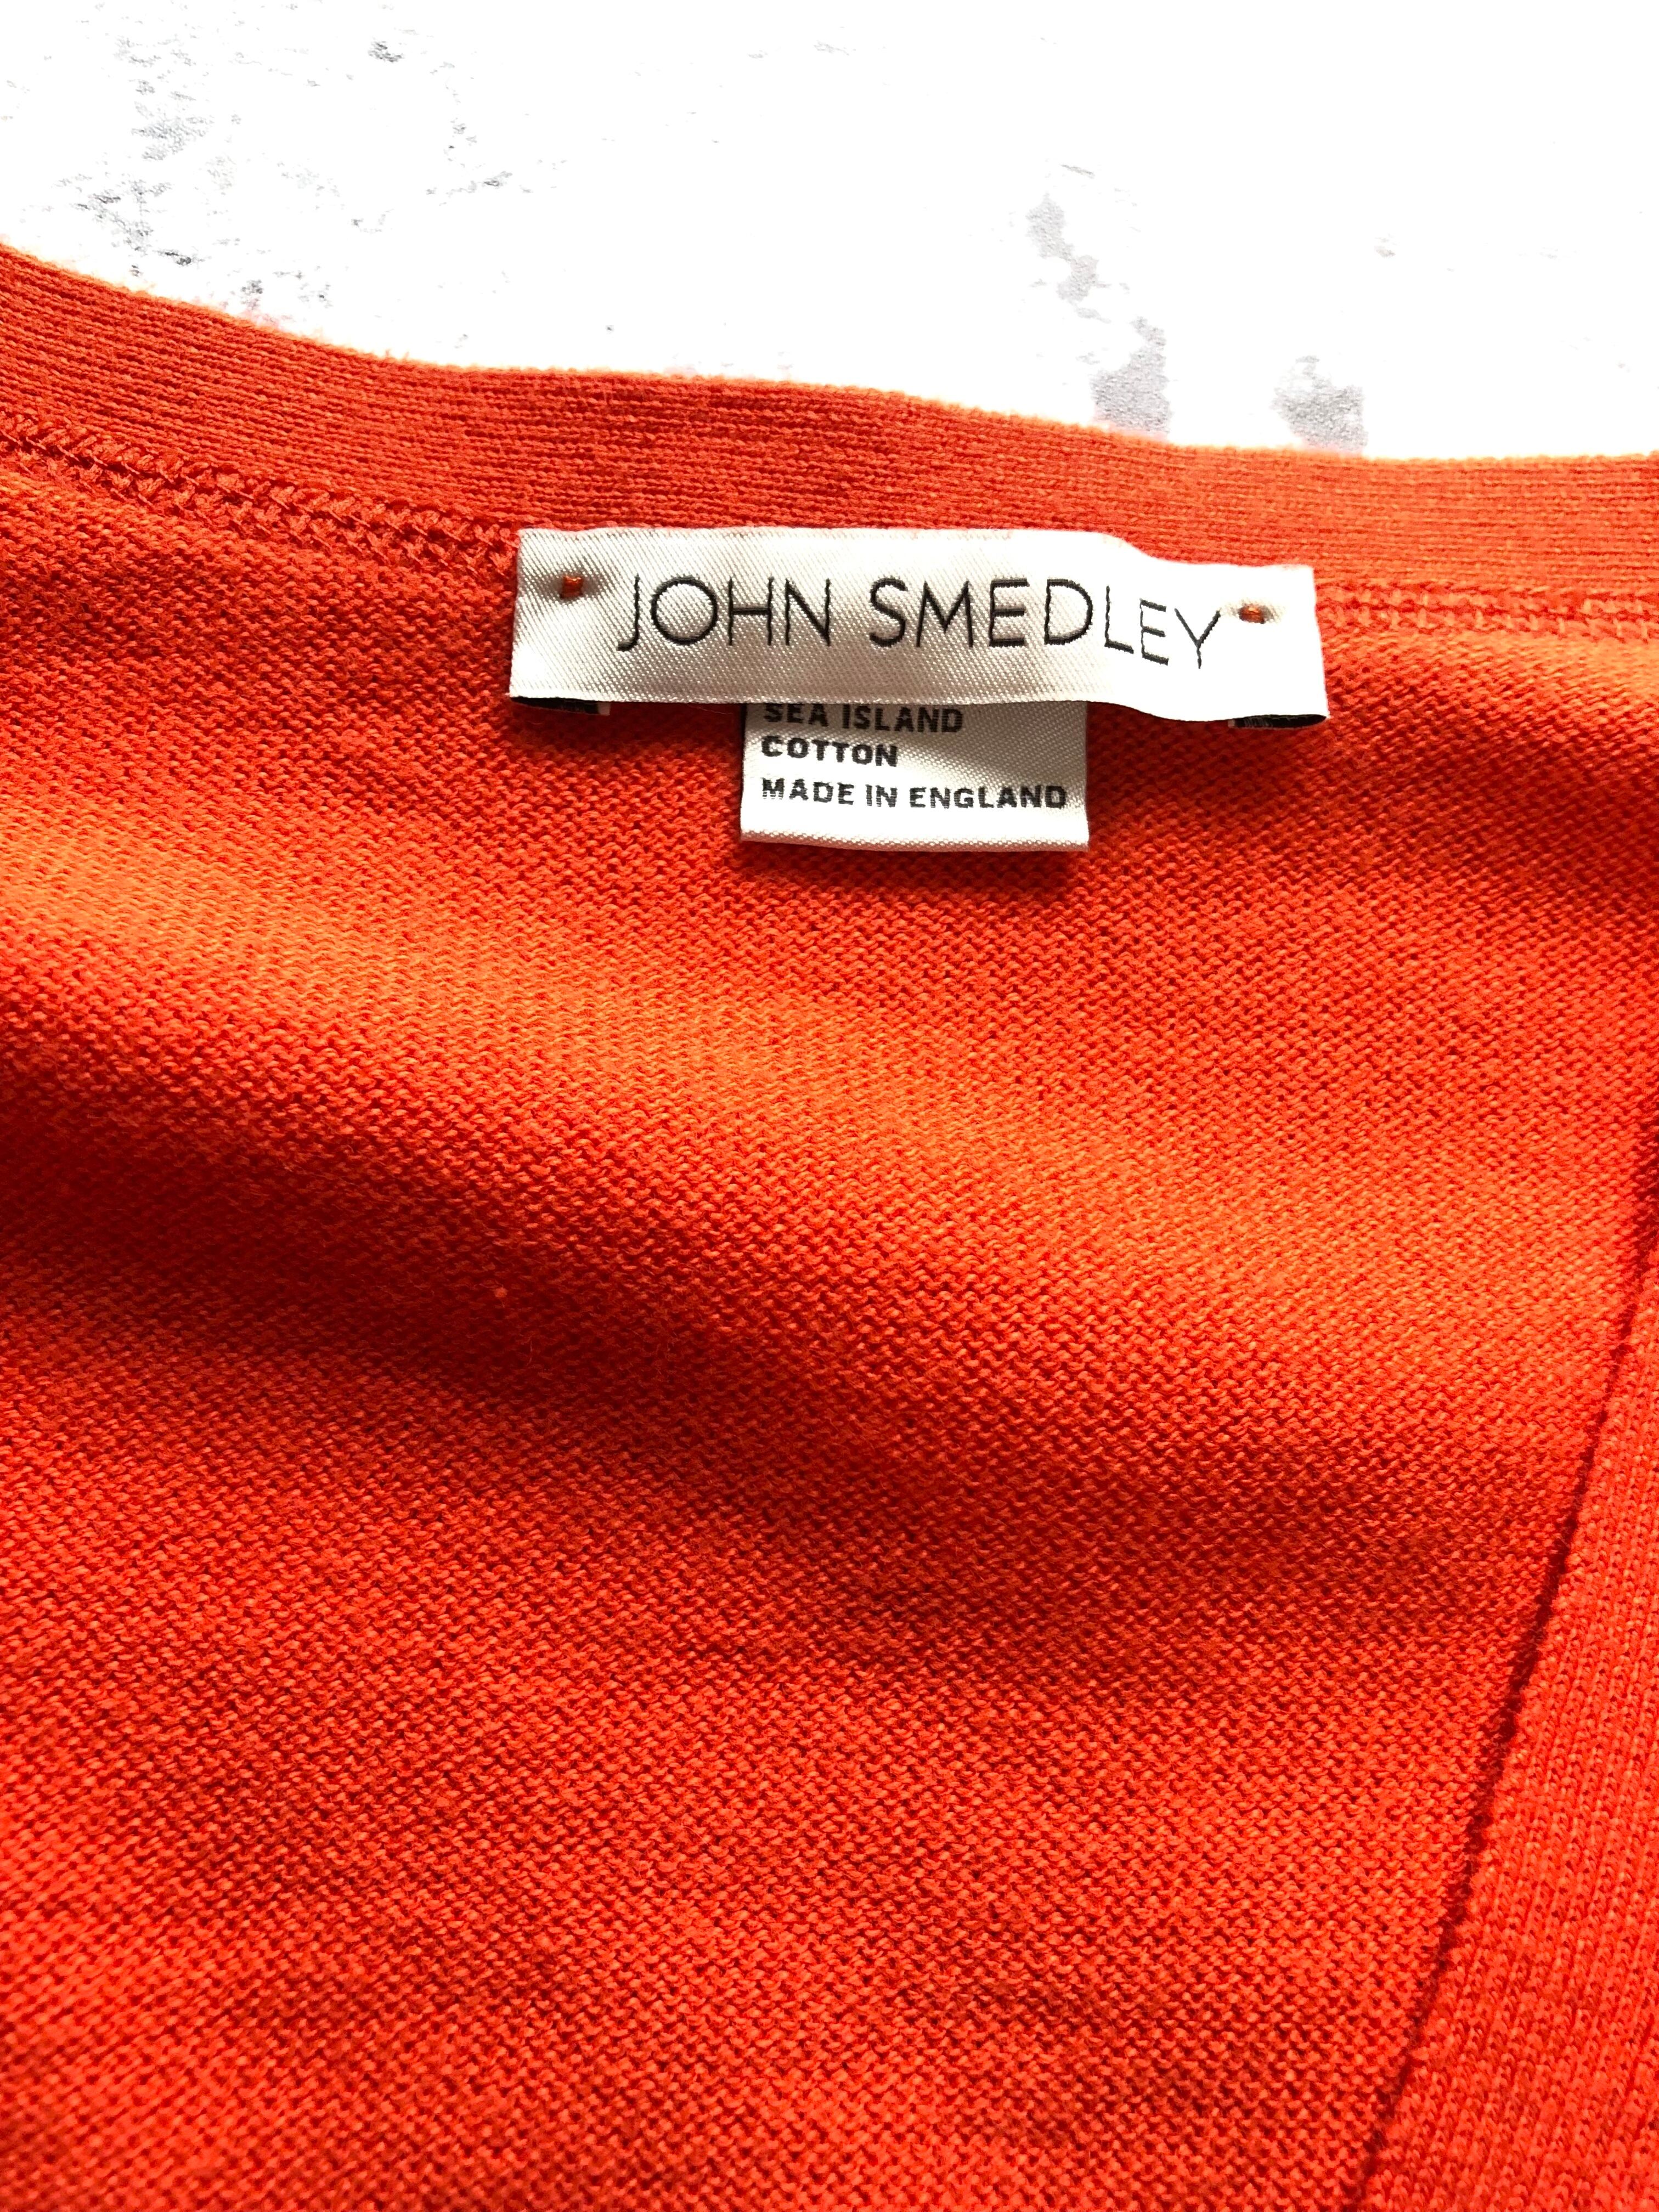 JOHN SMEDLEY
SEA ISLAND
COTTON
MADE IN ENGLAND